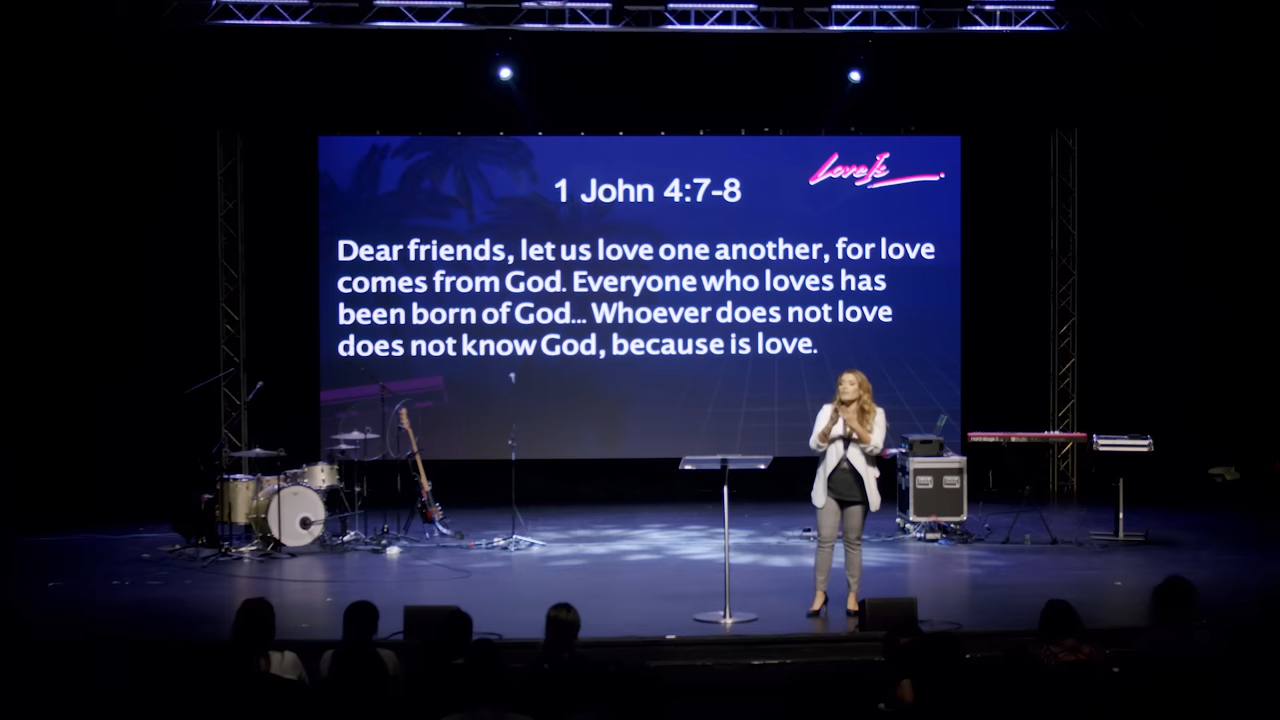 Love Is
1 John 4:7-8
Dear friends, let us love one another, for love
comes from God. Everyone who loves has
been born of God... Whoever does not love
does not know God, because is love.